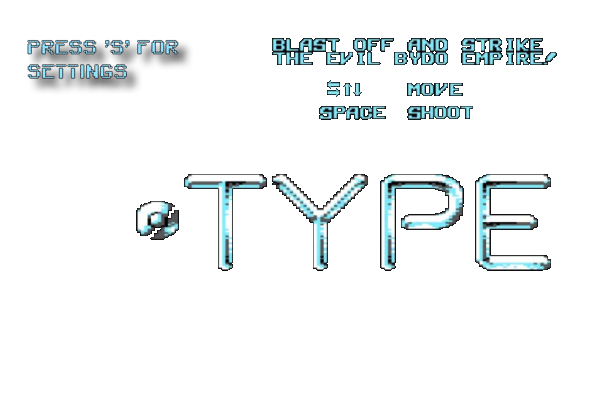 PRESS 'S' FOR
SETTINGS
BLAST OFF AND STRIKE
THE EVIL BYDO EMPIRE!
⇆↑↓ MOVE
SPACE SHOOT
TYPE